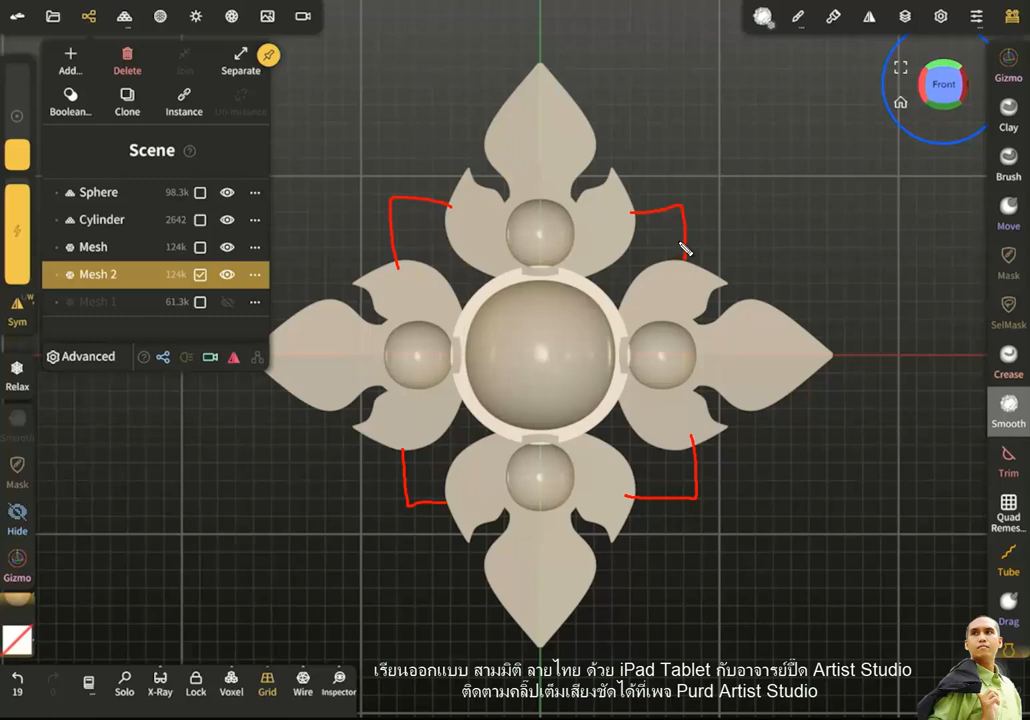 Add...
Delete
Join
Separate
Boolean...
Clone
Instance
Un-instance
Scene
Sphere 98.3k
Cylinder 2642
Mesh 124k
Mesh 2 124k
Mesh 1 61.3k
Advanced
Sym
Relax
Smooth
Mask
Hide
Gizmo
19
0
Solo
X-Ray
Lock
Voxel
Grid
Wire
Inspector
Front
Gizmo
Clay
Brush
Move
Mask
SelMask
Crease
Smooth
Trim
Quad
Remes...
Tube
Drag
เรียนออกแบบ สามมิติ ลายไทย ด้วย iPad Tablet กับอาจารย์ปื๊ด Artist Studio
ติดตามคลิ๊ปเต็มเสียงชัดได้ที่เพจ Purd Artist Studio